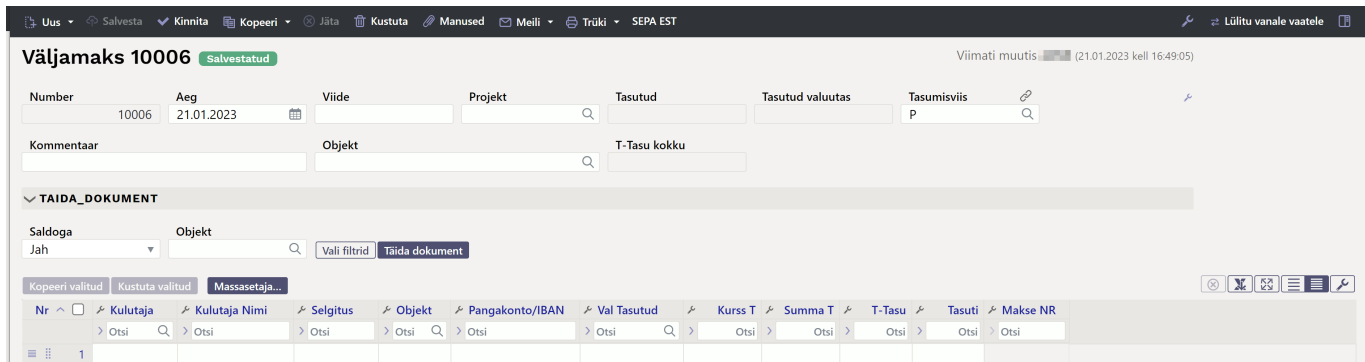 Uus Salvesta Kinnita Kopeeri Jäta Kustuta Manused Meili Trüki SEPA EST Lülitu vanale vaatele
Väljamaks 10006 Salvestatud Viimati muutis (21.01.2023 kell 16:49:05)
Number Aeg Viide Projekt Tasutud Tasutud valuutas Tasumisviis
10006 21.01.2023 P
Kommentaar Objekt T-Tasu kokku
TAIDA_DOKUMENT
Saldoga Objekt
Jah Vali filtrid Täida dokument
Kopeeri valitud Kustuta valitud Massasetaja...
Nr Kulutaja Kulutaja Nimi Selgitus Objekt Pangakonto/IBAN Val Tasutud Kurss T Summa T T-Tasu Tasuti Makse NR
Otsi Otsi Otsi Otsi Otsi Otsi Otsi Otsi Otsi Otsi Otsi
1